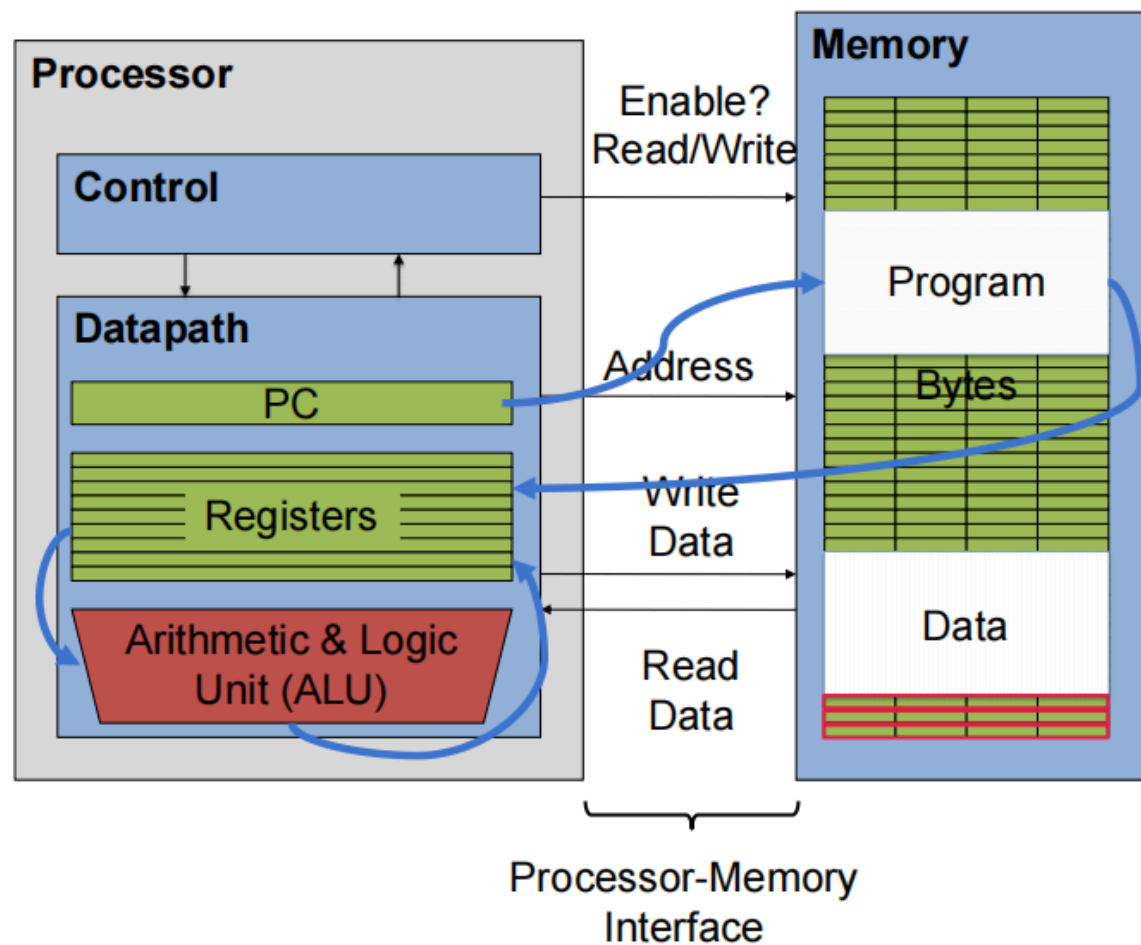 Processor
Control
Datapath
PC
Registers
Arithmetic & Logic
Unit (ALU)
Enable?
Read/Write
Address
Write
Data
Read
Data
Processor-Memory
Interface
Memory
Program
Bytes
Data